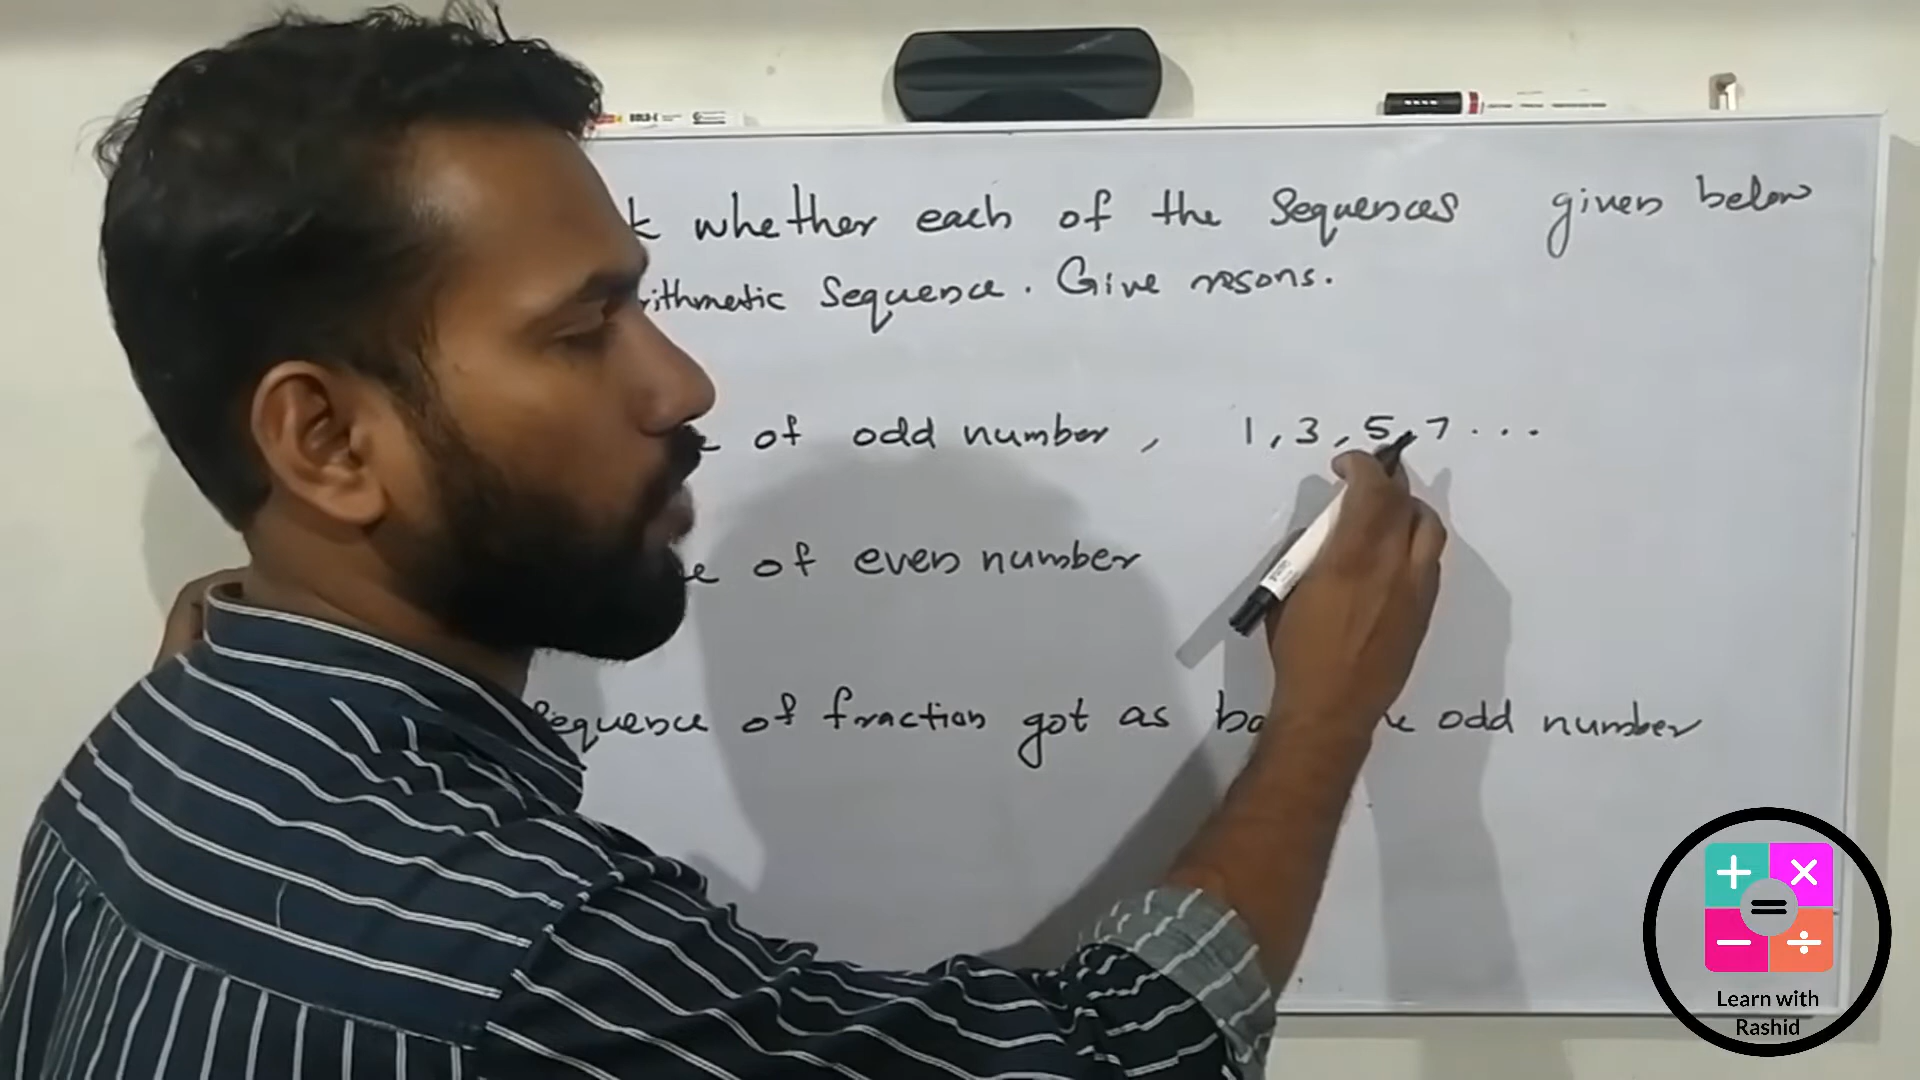 whether each of the Sequences given below
Sequence. Give resons.
of odd number, 1, 3, 5, 7 ...
of even number
of fraction got as odd number
Learn with
Rashid